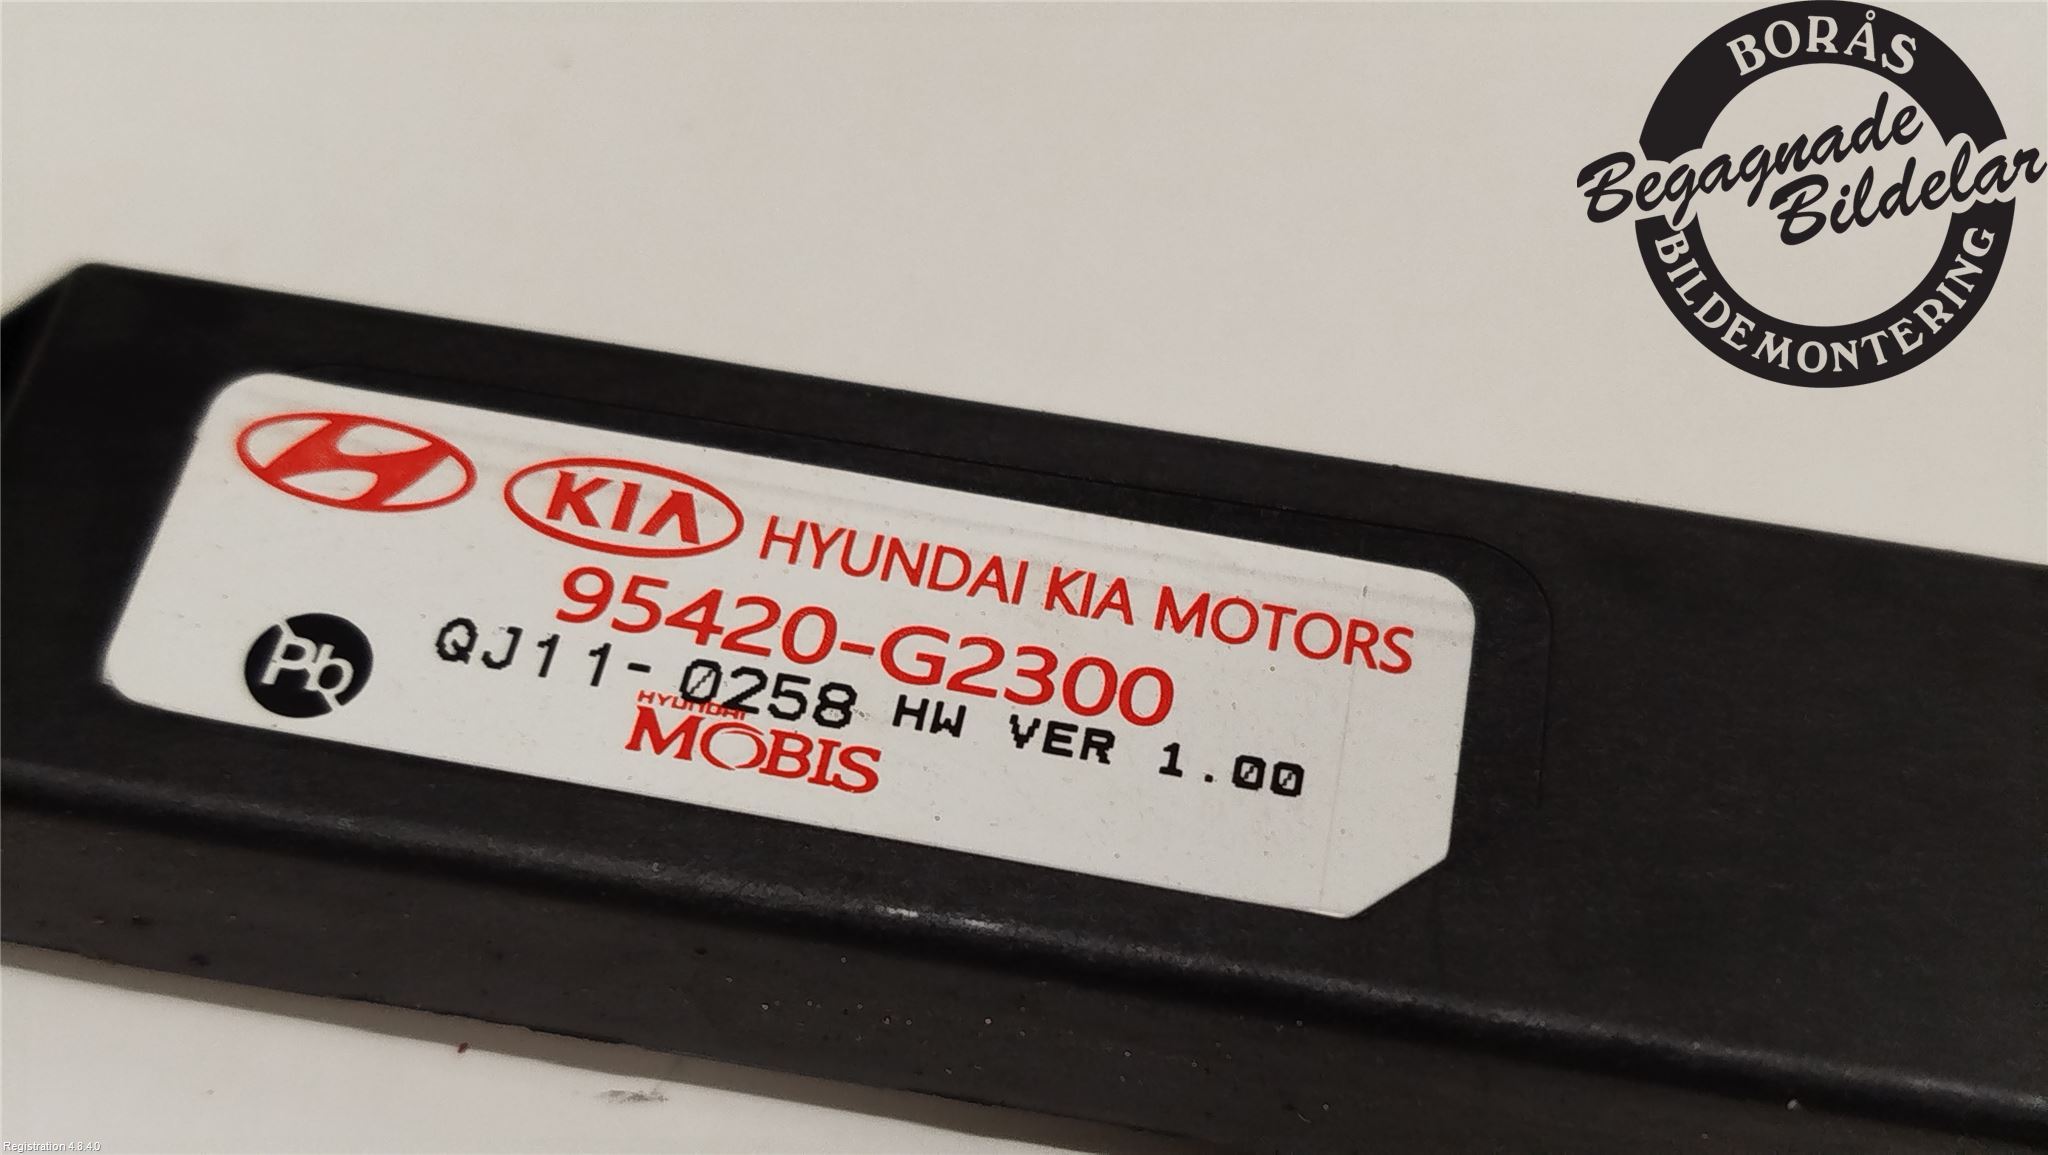 BORÅS
Begagnade
Bildelar
BILDEMONTERING
KIA HYUNDAI KIA MOTORS
95420-G2300
Pb
QJ11-0258 HW VER 1.00
HYUNDAI
MOBIS
Registration 4.8.4.0